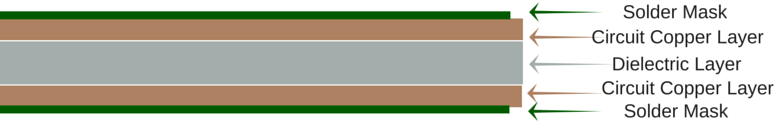 Solder Mask
Circuit Copper Layer
Dielectric Layer
Circuit Copper Layer
Solder Mask